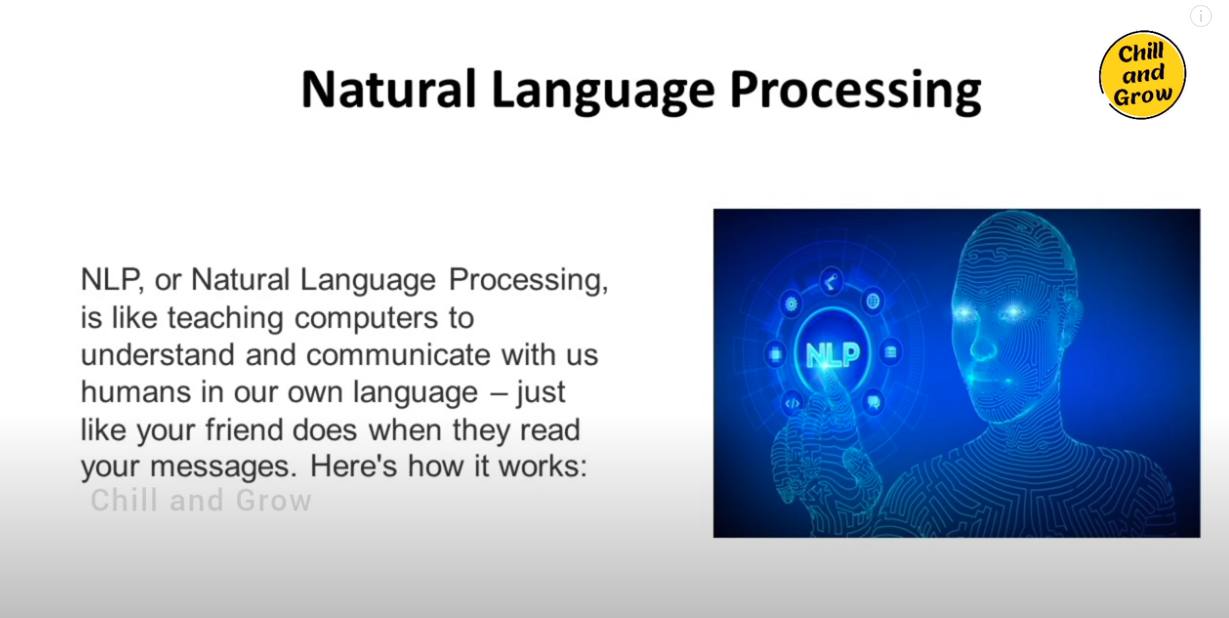 Natural Language Processing
Chill
and
Grow
NLP, or Natural Language Processing,
is like teaching computers to
understand and communicate with us
humans in our own language – just
like your friend does when they read
your messages. Here's how it works:
Chill and Grow
NLP